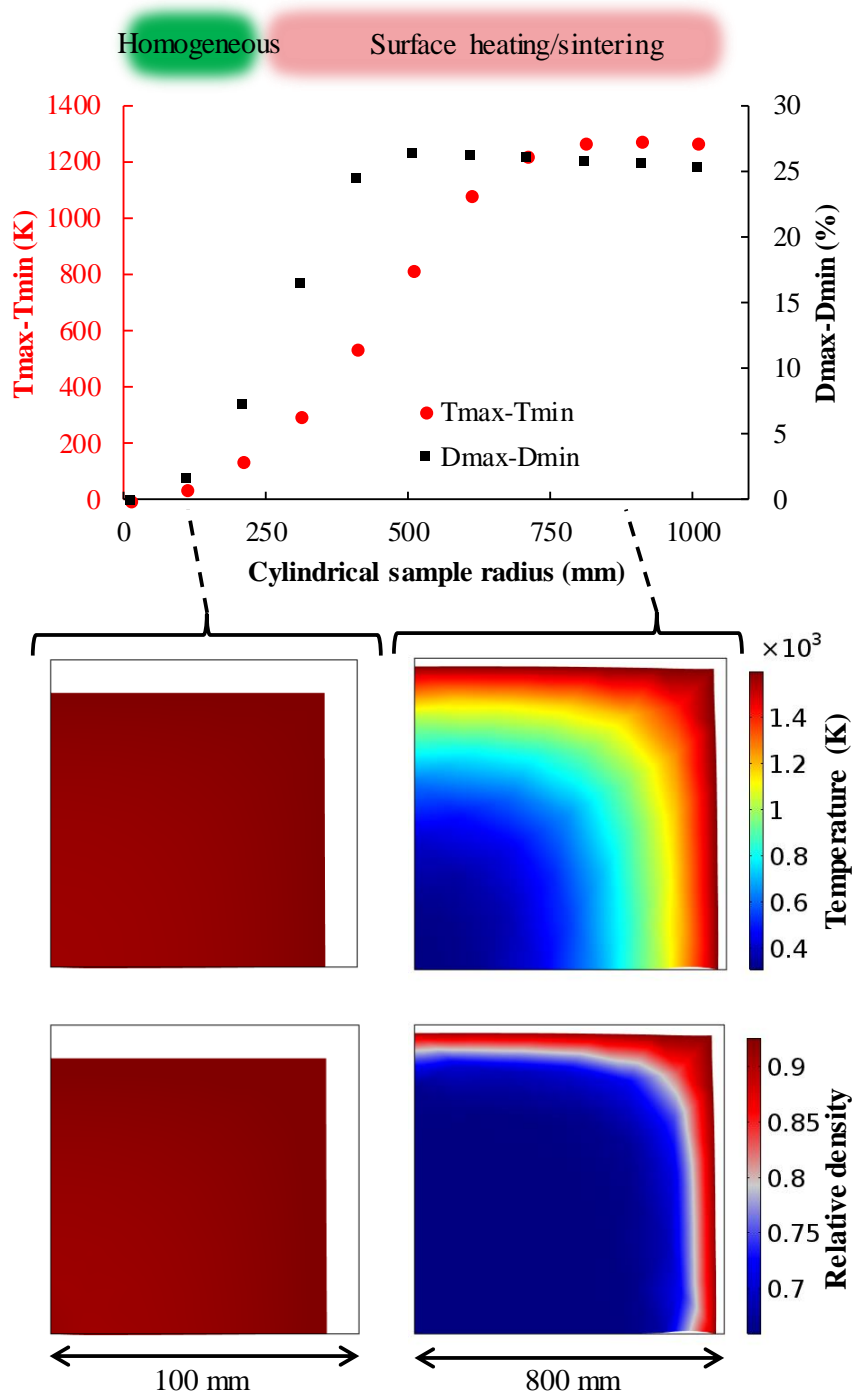 Homogeneous
Surface heating/sintering
1400
1200
1000
800
600
400
200
0
Tmax-Tmin (K)
30
25
20
15
10
5
0
Dmax-Dmin (%)
Tmax-Tmin
Dmax-Dmin
0 250 500 750 1000
Cylindrical sample radius (mm)
×10³
1.4
1.2
1
0.8
0.6
0.4
Temperature (K)
0.9
0.85
0.8
0.75
0.7
Relative density
100 mm
800 mm